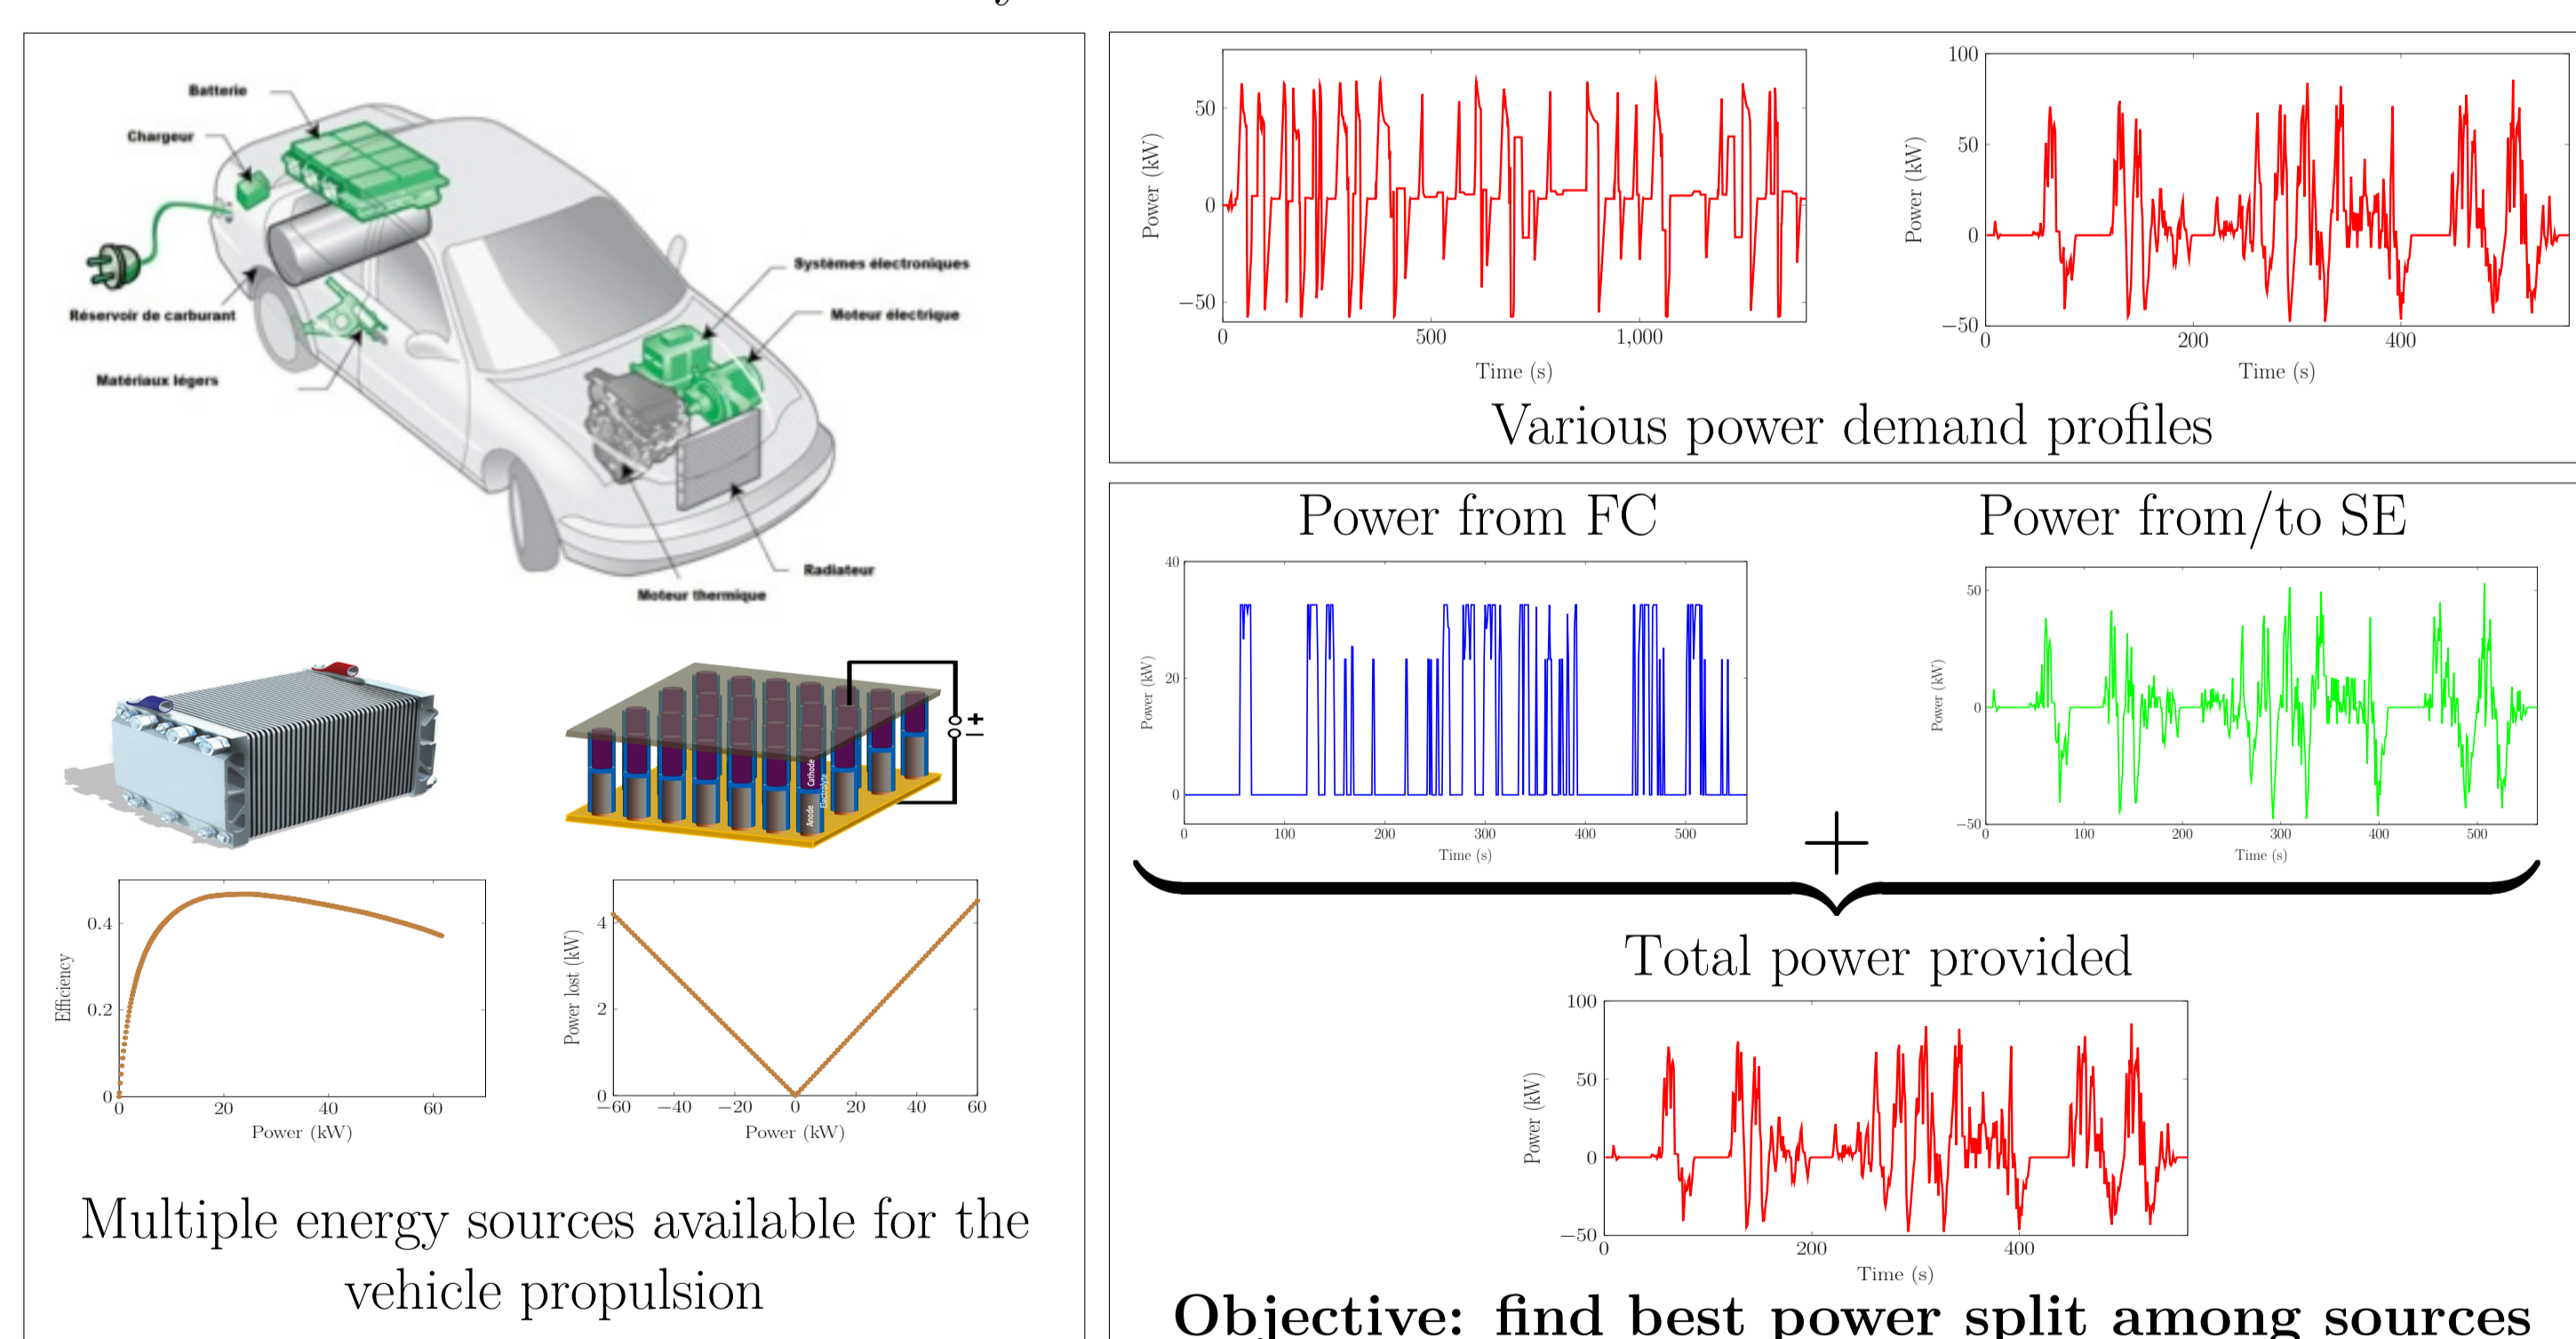 Batterie
Chargeur
Réservoir de carburant
Matériaux légers
Systèmes électroniques
Moteur électrique
Radiateur
Moteur thermique
Cathode
Electrolyte
Anode
+
−
0.4
0.2
0
Efficiency
0 20 40 60
Power (kW)
4
2
0
Power lost (kW)
−60 −40 −20 0 20 40 60
Power (kW)
Multiple energy sources available for the
vehicle propulsion
50
0
−50
Power (kW)
0 500 1,000
Time (s)
100
50
0
−50
Power (kW)
0 200 400
Time (s)
Various power demand profiles
Power from FC
40
20
0
Power (kW)
0 100 200 300 400 500
Time (s)
+
Power from/to SE
50
0
−50
Power (kW)
0 100 200 300 400 500
Time (s)
Total power provided
100
50
0
−50
Power (kW)
0 200 400
Time (s)
Objective: find best power split among sources